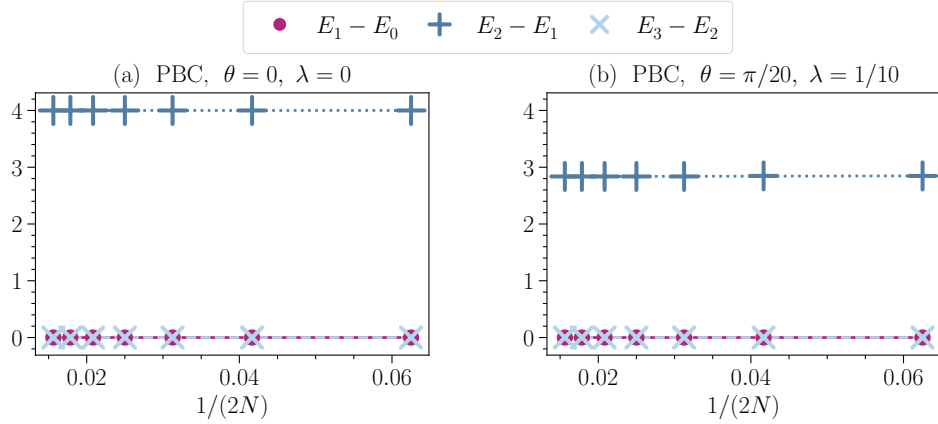 E₁ − E₀ E₂ − E₁ E₃ − E₂
(a) PBC, θ = 0, λ = 0
4
3
2
1
0
0.02 0.04 0.06
1/(2N)
(b) PBC, θ = π/20, λ = 1/10
4
3
2
1
0
0.02 0.04 0.06
1/(2N)